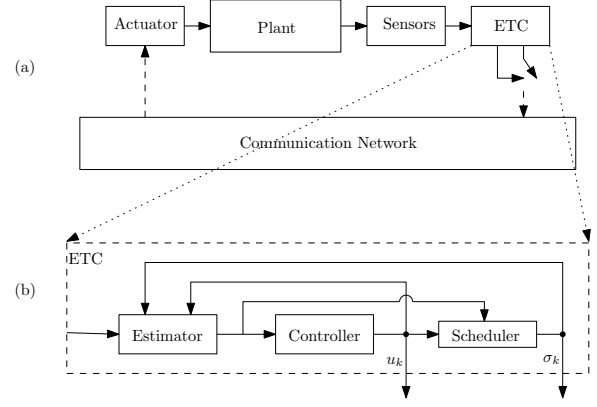 Actuator
Plant
Sensors
ETC
(a)
Communication Network
ETC
(b)
Estimator
Controller
Scheduler
u_k
σ_k